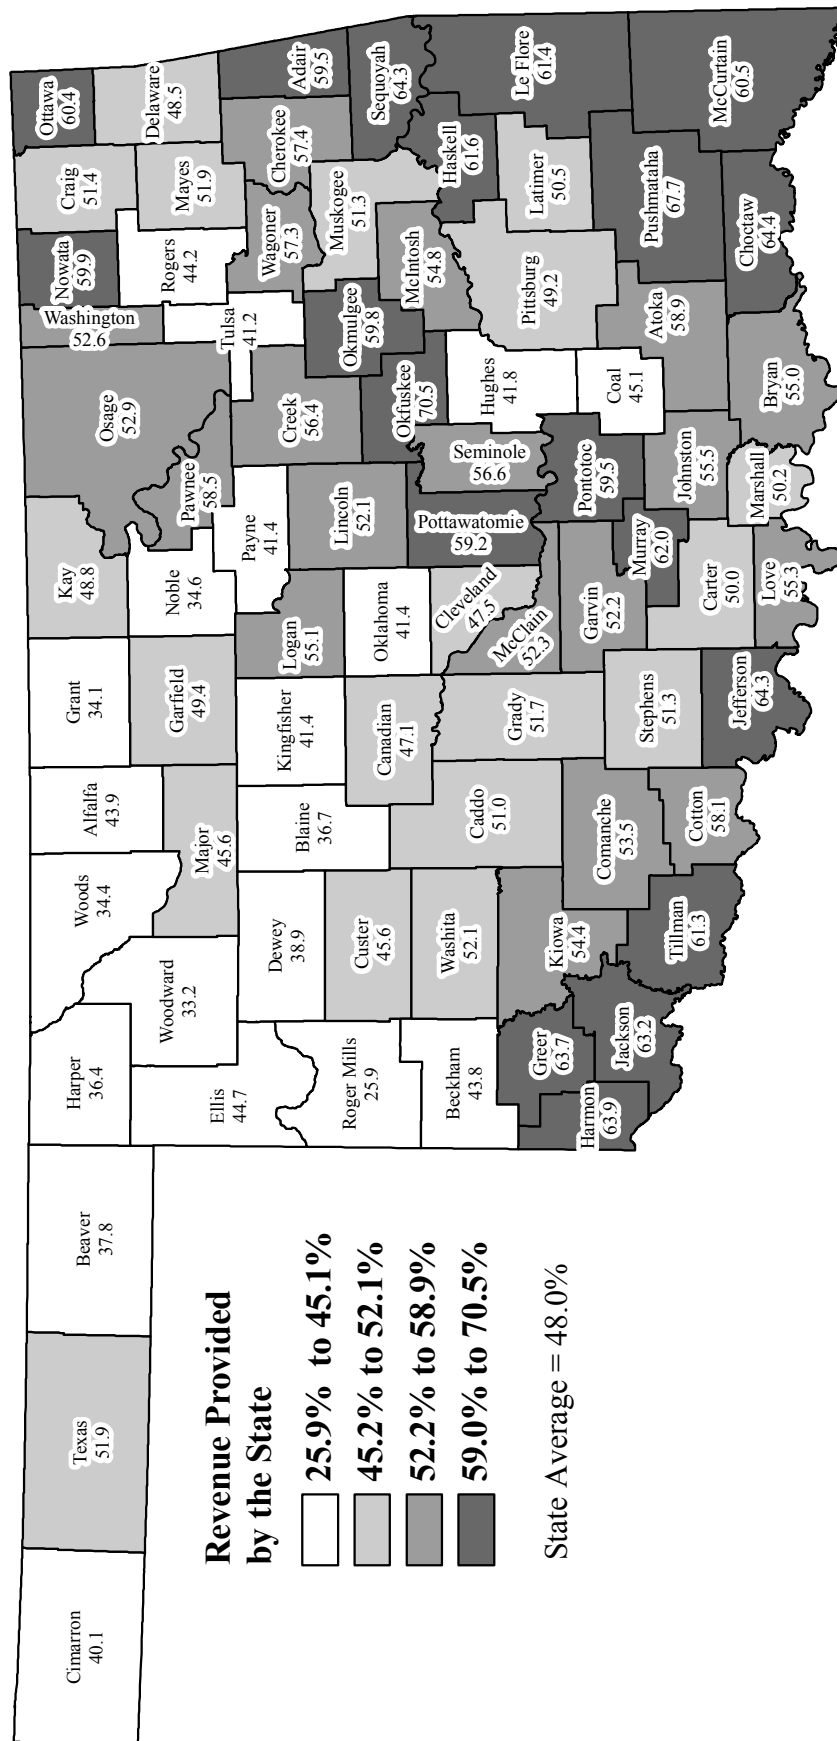 Cimarron
40.1
Texas
51.9
Beaver
37.8
Harper
36.4
Woods
34.4
Alfalfa
43.9
Grant
34.1
Kay
48.8
Osage
52.9
Washington
52.6
Nowata
59.9
Craig
51.4
Ottawa
60.4
Delaware
48.5
Mayes
51.9
Rogers
44.2
Tulsa
41.2
Pawnee
58.5
Noble
34.6
Garfield
49.4
Major
45.6
Woodward
33.2
Ellis
44.7
Dewey
38.9
Blaine
36.7
Kingfisher
41.4
Logan
55.1
Payne
41.4
Creek
56.4
Wagoner
57.3
Cherokee
57.4
Adair
59.5
Sequoyah
64.3
Muskogee
51.3
Okmulgee
59.8
McIntosh
54.8
Okfuskee
70.5
Lincoln
52.1
Oklahoma
41.4
Canadian
47.1
Custer
45.6
Roger Mills
25.9
Beckham
43.8
Washita
52.1
Caddo
51.0
Grady
51.7
Cleveland
47.5
McClain
52.3
Pottawatomie
59.2
Seminole
56.6
Hughes
41.8
Pittsburg
49.2
Haskell
61.6
Le Flore
61.4
Latimer
50.5
Coal
45.1
Pontotoc
59.5
Garvin
52.2
Murray
62.0
Stephens
51.3
Comanche
53.5
Kiowa
54.4
Greer
63.7
Harmon
63.9
Jackson
63.2
Tillman
61.3
Cotton
58.1
Jefferson
64.3
Carter
50.0
Love
55.3
Johnston
55.5
Marshall
50.2
Atoka
58.9
Bryan
55.0
Pushmataha
67.7
Choctaw
64.4
McCurtain
60.5
Revenue Provided
by the State
25.9% to 45.1%
45.2% to 52.1%
52.2% to 58.9%
59.0% to 70.5%
State Average = 48.0%